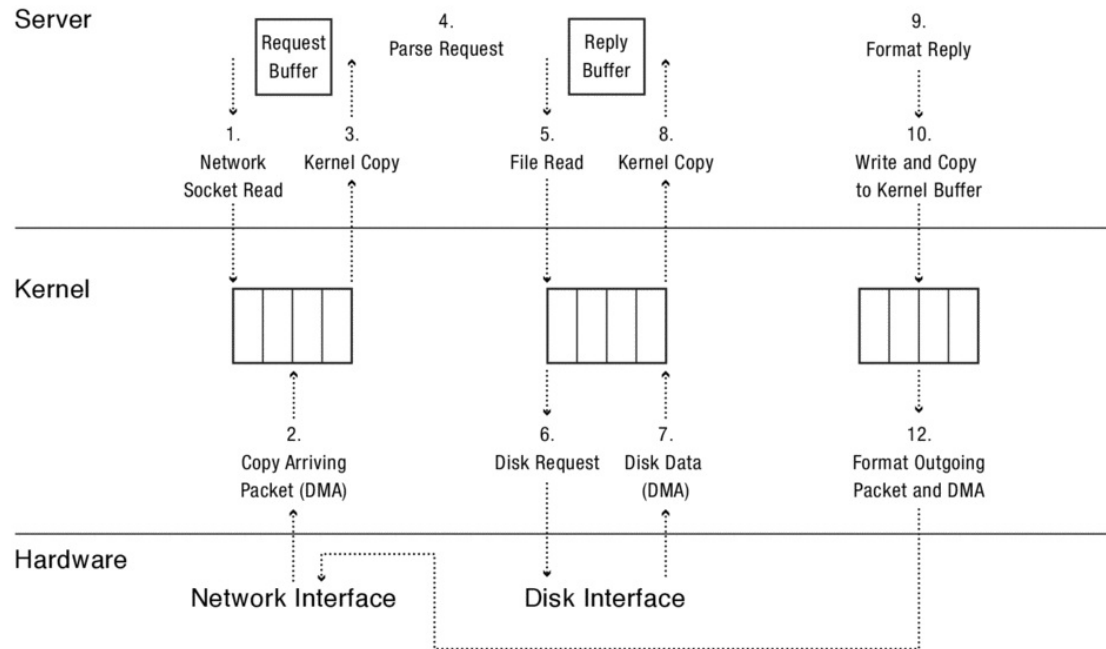 Server
Request
Buffer
4.
Parse Request
Reply
Buffer
9.
Format Reply
1.
Network
Socket Read
3.
Kernel Copy
5.
File Read
8.
Kernel Copy
10.
Write and Copy
to Kernel Buffer
Kernel
2.
Copy Arriving
Packet (DMA)
6.
Disk Request
7.
Disk Data
(DMA)
12.
Format Outgoing
Packet and DMA
Hardware
Network Interface
Disk Interface